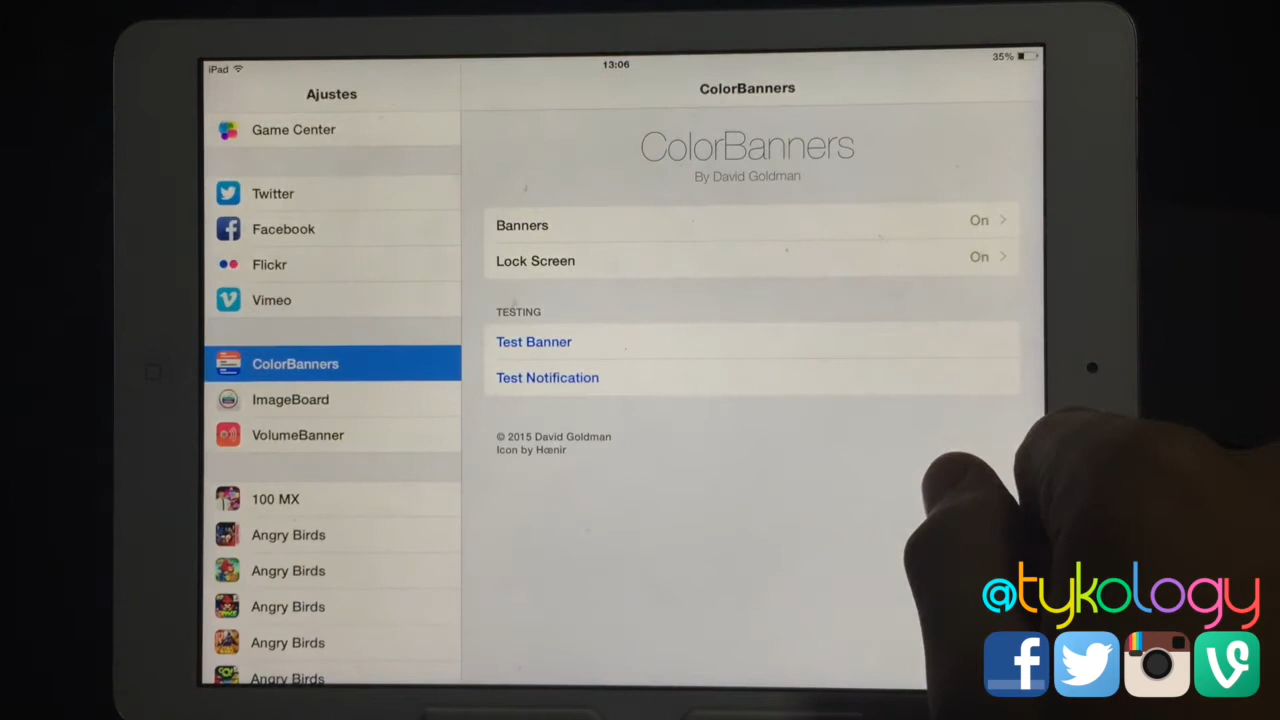 iPad
13:06
35%
Ajustes
ColorBanners
Game Center
Twitter
Facebook
Flickr
Vimeo
ColorBanners
ImageBoard
VolumeBanner
100 MX
Angry Birds
Angry Birds
Angry Birds
Angry Birds
Angry Birds
ColorBanners
By David Goldman
Banners On
Lock Screen On
TESTING
Test Banner
Test Notification
© 2015 David Goldman
Icon by Hœnir
@tykology